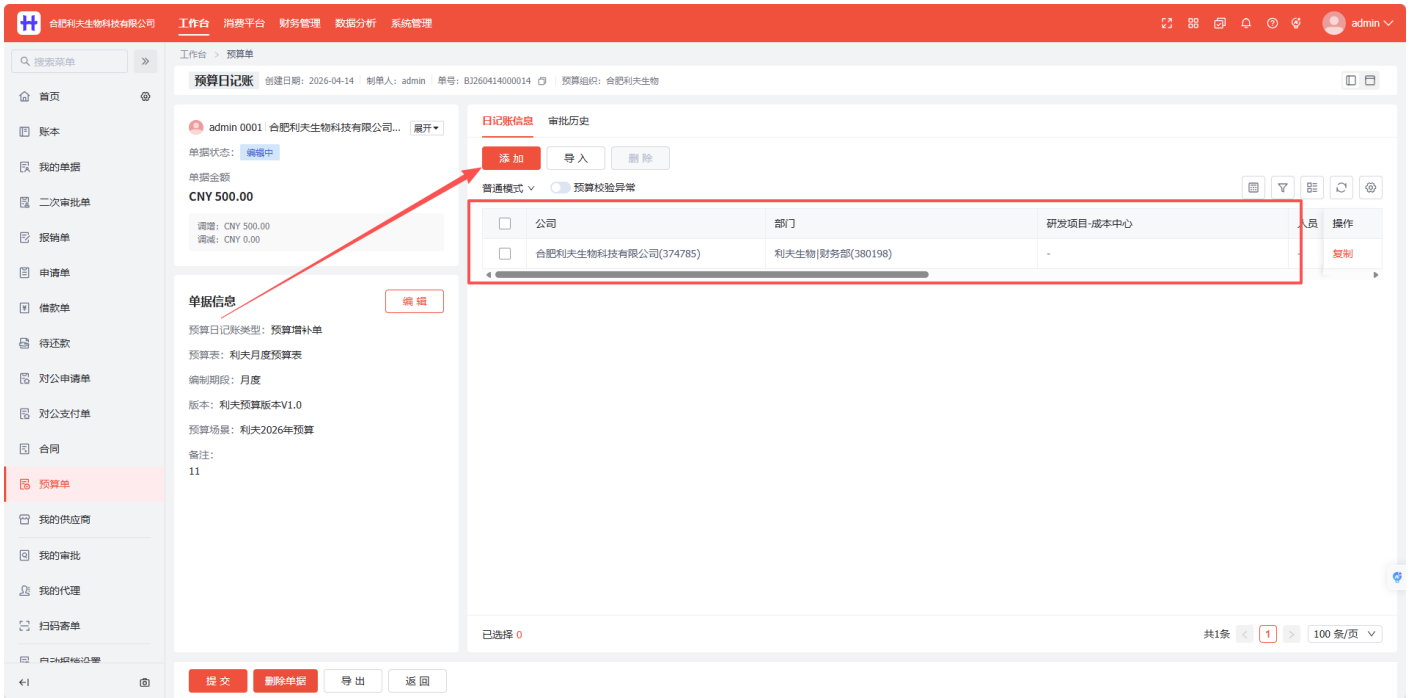 合肥利夫生物科技有限公司 工作台 消费平台 财务管理 数据分析 系统管理 admin
搜索菜单
首页
账本
我的单据
二次审批单
报销单
申请单
借款单
待还款
对公申请单
对公支付单
合同
预算单
我的供应商
我的审批
我的代理
扫码寄单
自动报销设置
工作台 > 预算单
预算日记账 创建日期: 2026-04-14 制单人: admin 单号: BJ260414000014 预算组织: 合肥利夫生物
admin 0001 合肥利夫生物科技有限公司... 展开
单据状态: 编辑中
单据金额
CNY 500.00
调增: CNY 500.00
调减: CNY 0.00
单据信息 编辑
预算日记账类型: 预算增补单
预算表: 利夫月度预算表
编制期段: 月度
版本: 利夫预算版本V1.0
预算场景: 利夫2026年预算
备注:
11
日记账信息 审批历史
添加 导入 删除
普通模式 预算校验异常
公司 部门 研发项目-成本中心 人员 操作
合肥利夫生物科技有限公司(374785) 利夫生物|财务部(380198) - - 复制
已选择 0 共1条 < 1 > 100 条/页
提交 删除单据 导出 返回